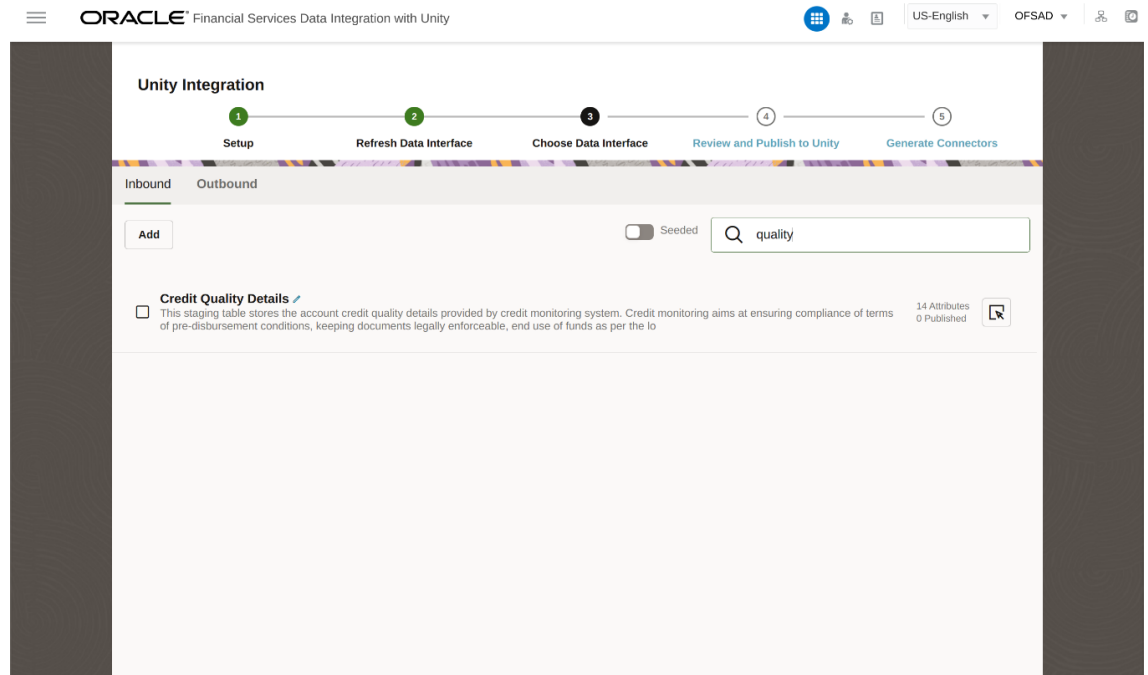 ORACLE® Financial Services Data Integration with Unity
US-English
OFSAD
Unity Integration
1 2 3 4 5
Setup Refresh Data Interface Choose Data Interface Review and Publish to Unity Generate Connectors
Inbound Outbound
Add Seeded quality
Credit Quality Details
This staging table stores the account credit quality details provided by credit monitoring system. Credit monitoring aims at ensuring compliance of terms
of pre-disbursement conditions, keeping documents legally enforceable, end use of funds as per the lo
14 Attributes
0 Published